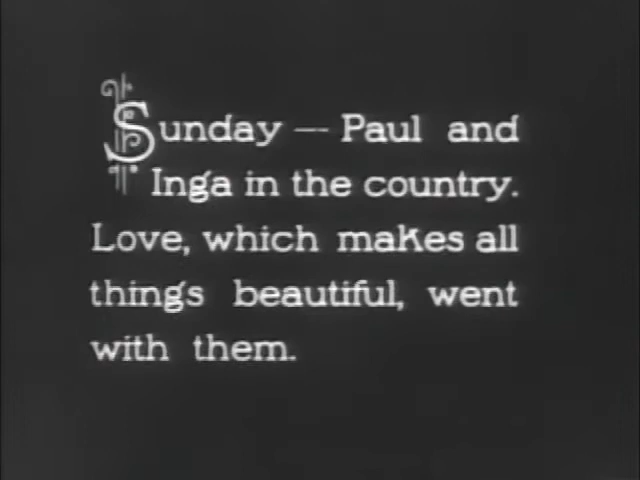 Sunday — Paul and
Inga in the country.
Love, which makes all
things beautiful, went
with them.